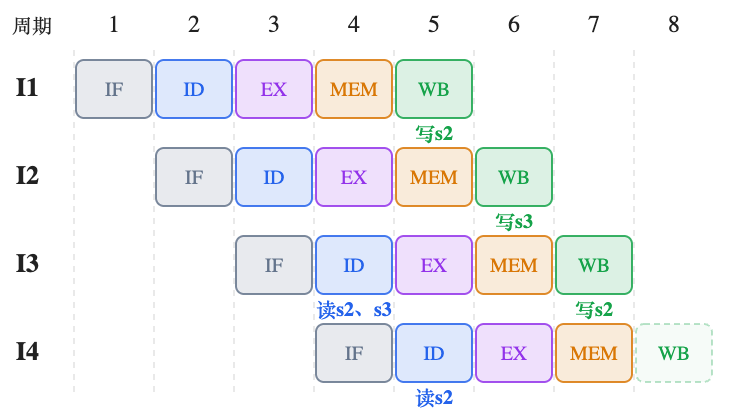 周期 1 2 3 4 5 6 7 8
I1 IF ID EX MEM WB
写s2
I2 IF ID EX MEM WB
写s3
I3 IF ID EX MEM WB
读s2、s3 写s2
I4 IF ID EX MEM WB
读s2